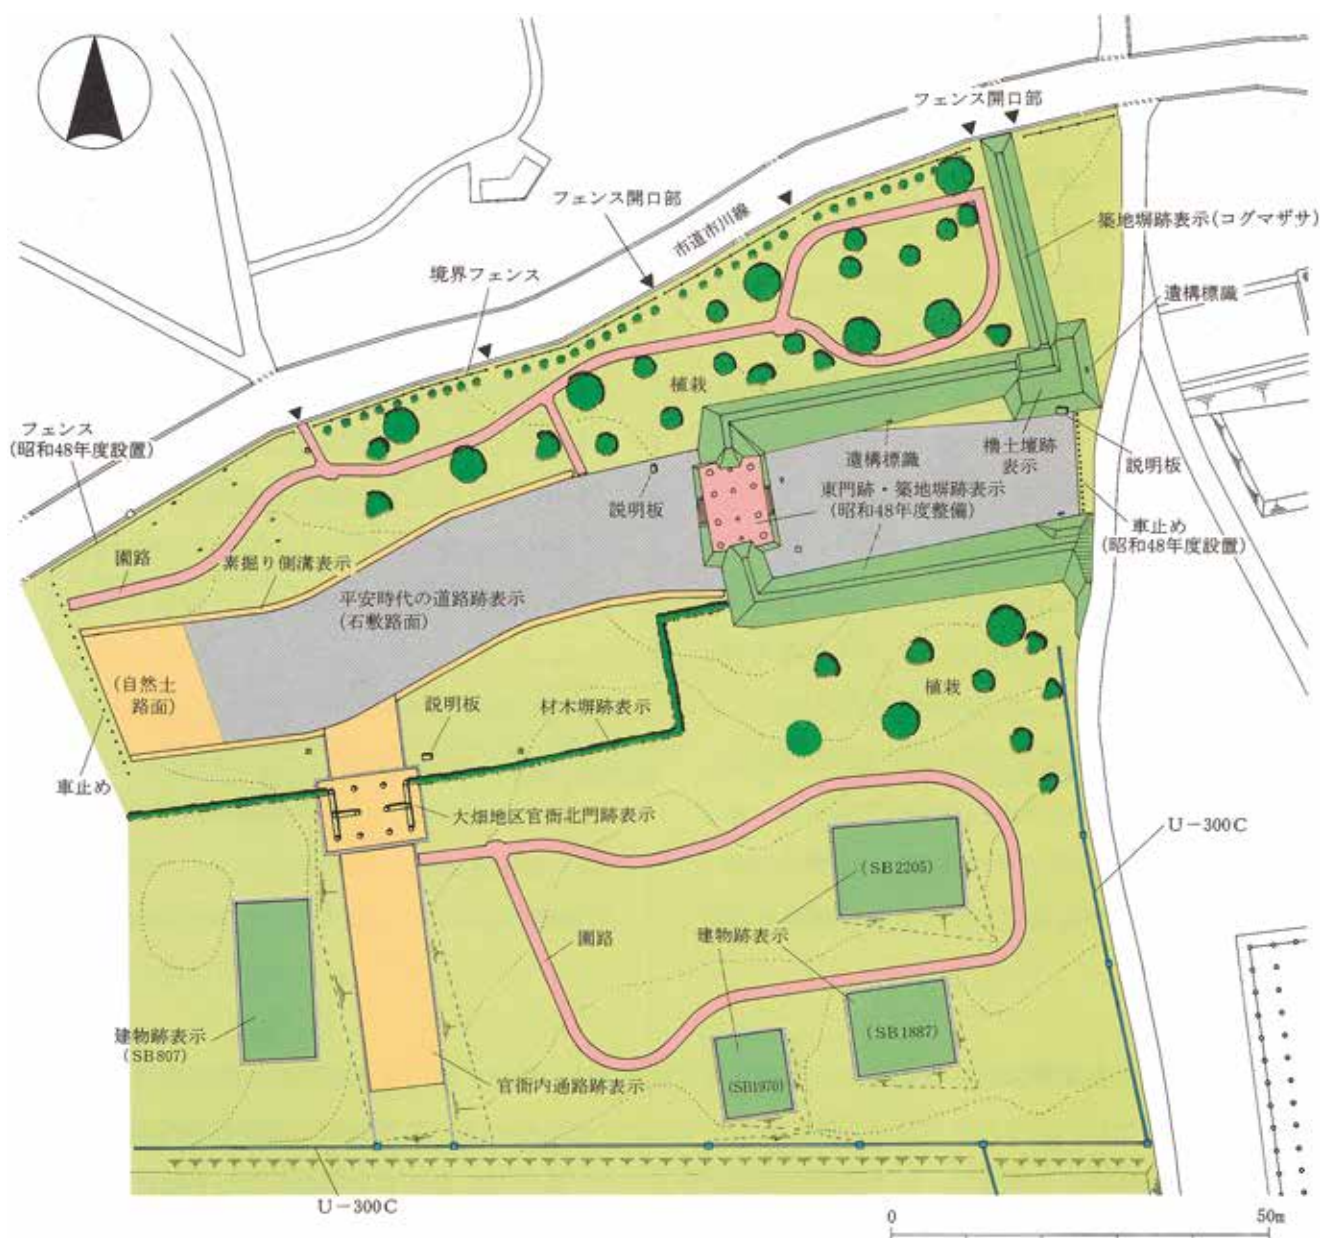 フェンス開口部
フェンス開口部
市道市川線
築地塀跡表示(コグマザサ)
境界フェンス
遺構標識
植栽
フェンス
(昭和48年度設置)
遺構標識
櫓土壇跡
表示
説明板
説明板
東門跡・築地塀跡表示
(昭和48年度整備)
車止め
(昭和48年度設置)
園路
素掘り側溝表示
平安時代の道路跡表示
(石敷路面)
(自然土
路面)
説明板
材木塀跡表示
植栽
車止め
大畑地区官衙北門跡表示
U-300C
(SB2205)
園路
建物跡表示
建物跡表示
(SB807)
(SB1887)
(SB1970)
官衙内通路跡表示
U-300C
0
50m